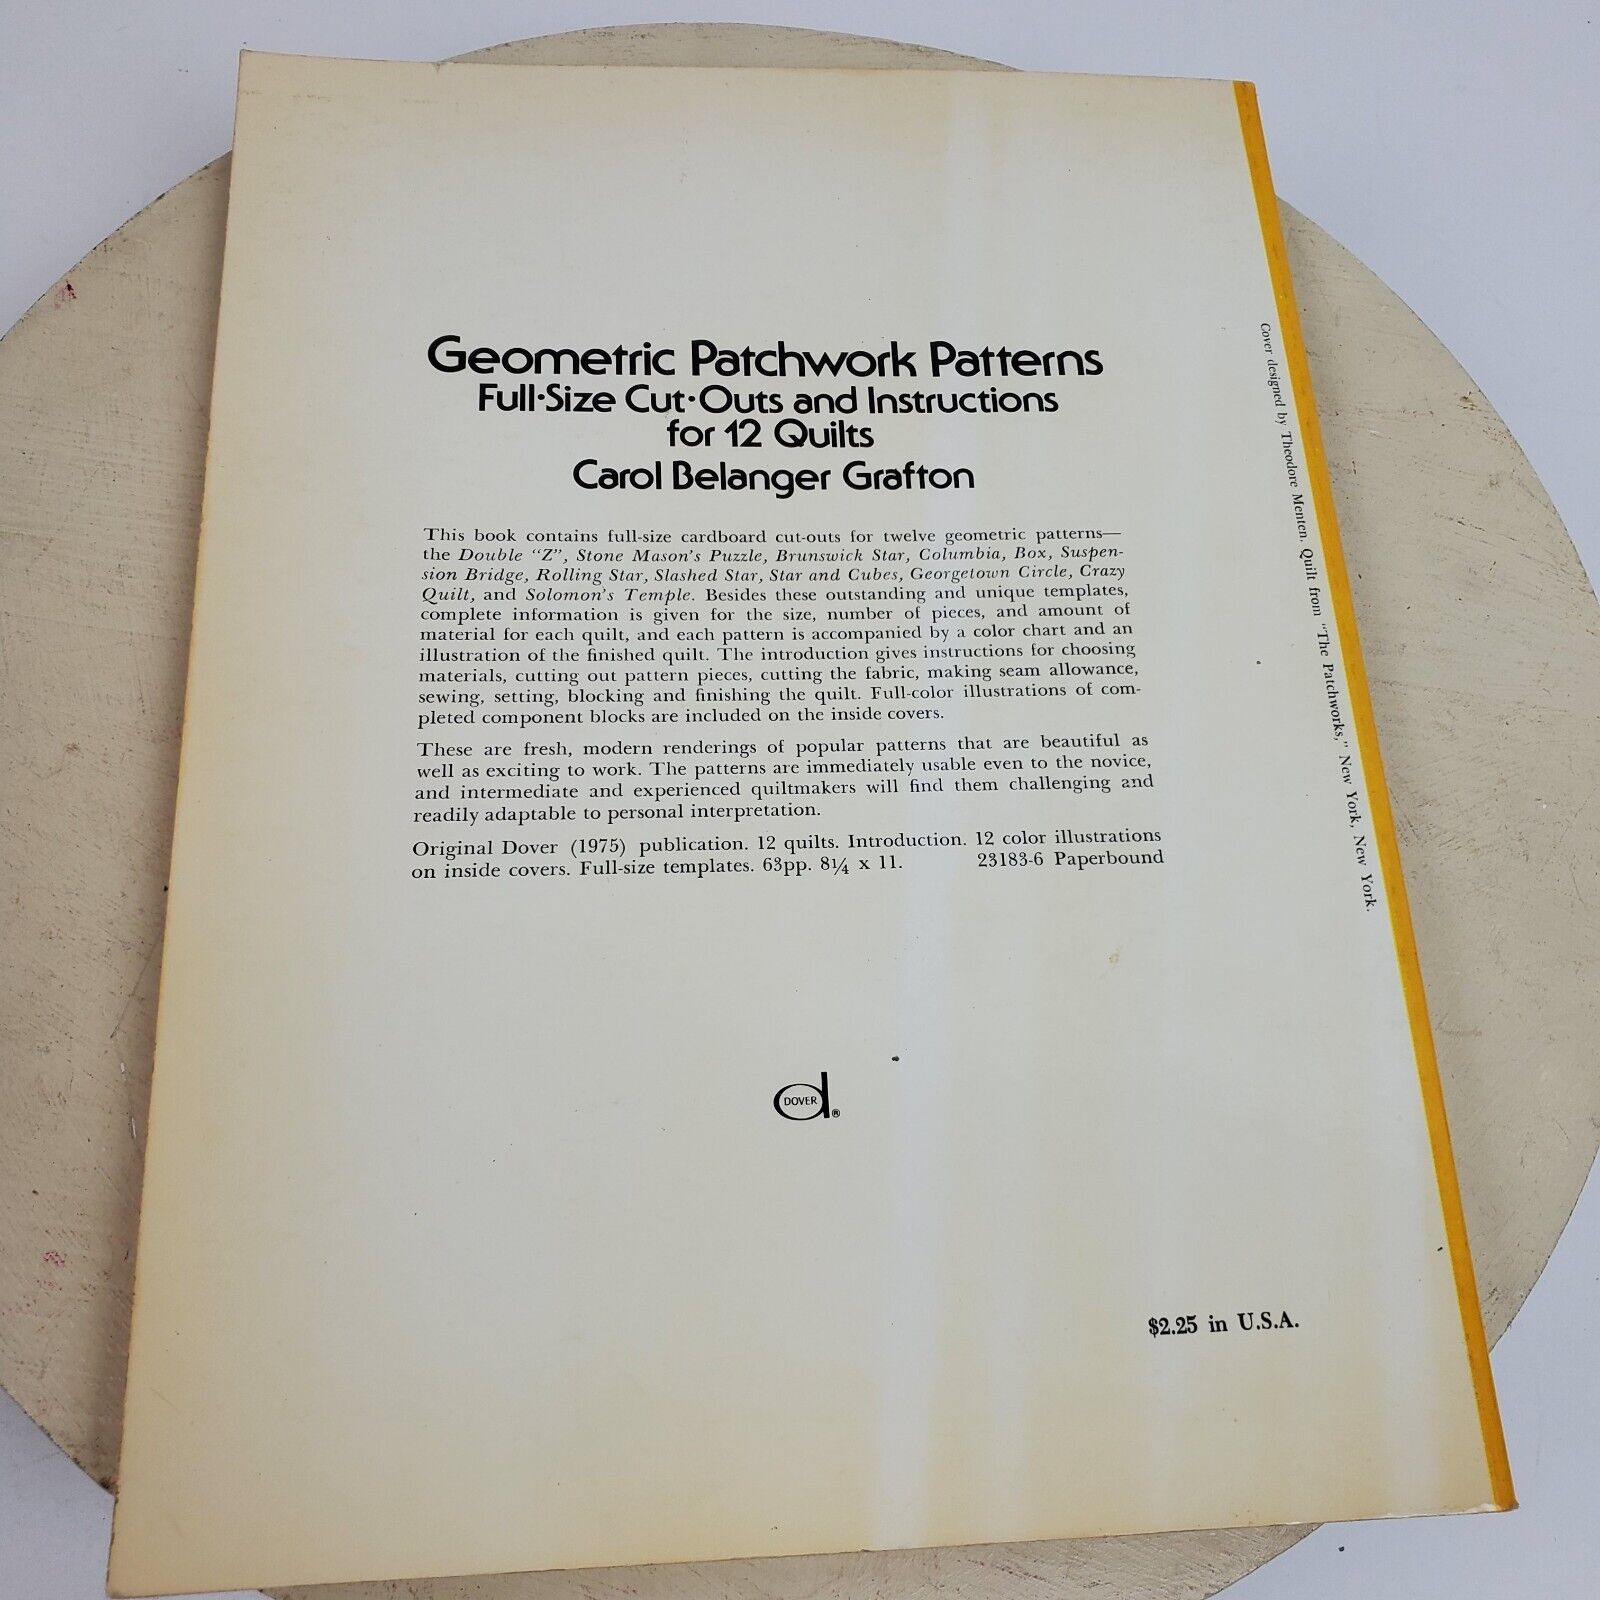 Geometric Patchwork Patterns
Full·Size Cut·Outs and Instructions
for 12 Quilts
Carol Belanger Grafton
This book contains full-size cardboard cut-outs for twelve geometric patterns—
the Double "Z", Stone Mason's Puzzle, Brunswick Star, Columbia, Box, Suspen-
sion Bridge, Rolling Star, Slashed Star, Star and Cubes, Georgetown Circle, Crazy
Quilt, and Solomon's Temple. Besides these outstanding and unique templates,
complete information is given for the size, number of pieces, and amount of
material for each quilt, and each pattern is accompanied by a color chart and an
illustration of the finished quilt. The introduction gives instructions for choosing
materials, cutting out pattern pieces, cutting the fabric, making seam allowance,
sewing, setting, blocking and finishing the quilt. Full-color illustrations of com-
pleted component blocks are included on the inside covers.
These are fresh, modern renderings of popular patterns that are beautiful as
well as exciting to work. The patterns are immediately usable even to the novice,
and intermediate and experienced quiltmakers will find them challenging and
readily adaptable to personal interpretation.
Original Dover (1975) publication. 12 quilts. Introduction. 12 color illustrations
on inside covers. Full-size templates. 63pp. 8¼ x 11. 23183-6 Paperbound
DOVER ®
$2.25 in U.S.A.
Cover designed by Theodore Menten. Quilt from "The Patchworks," New York, New York.